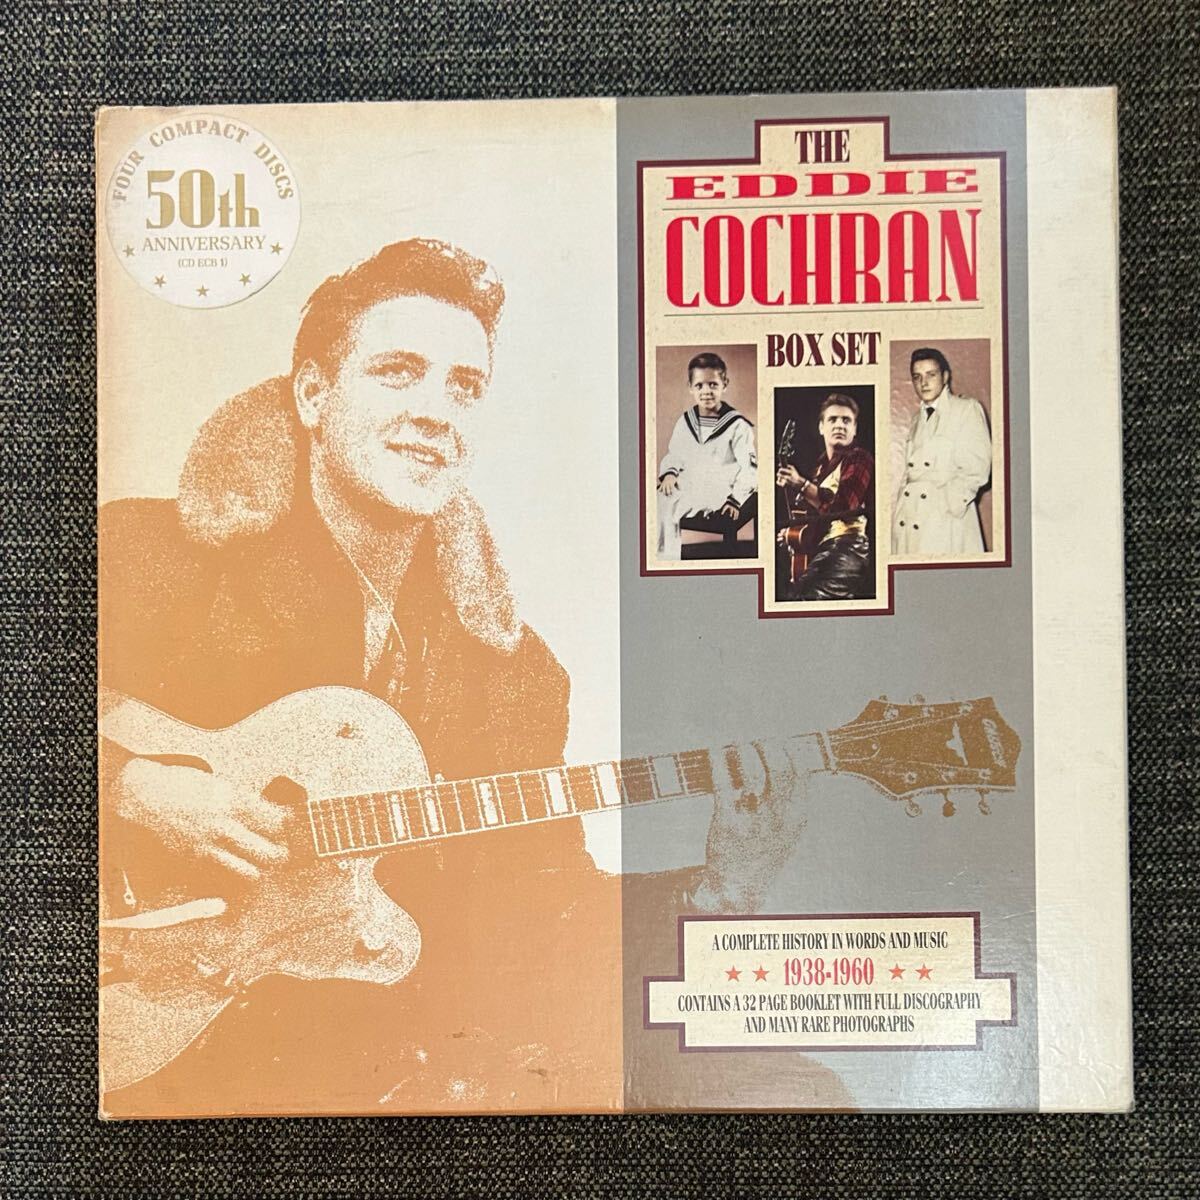 FOUR COMPACT DISCS
50th
ANNIVERSARY
(CD ECB 1)
THE
EDDIE
COCHRAN
BOX SET
A COMPLETE HISTORY IN WORDS AND MUSIC
1938-1960
CONTAINS A 32 PAGE BOOKLET WITH FULL DISCOGRAPHY
AND MANY RARE PHOTOGRAPHS